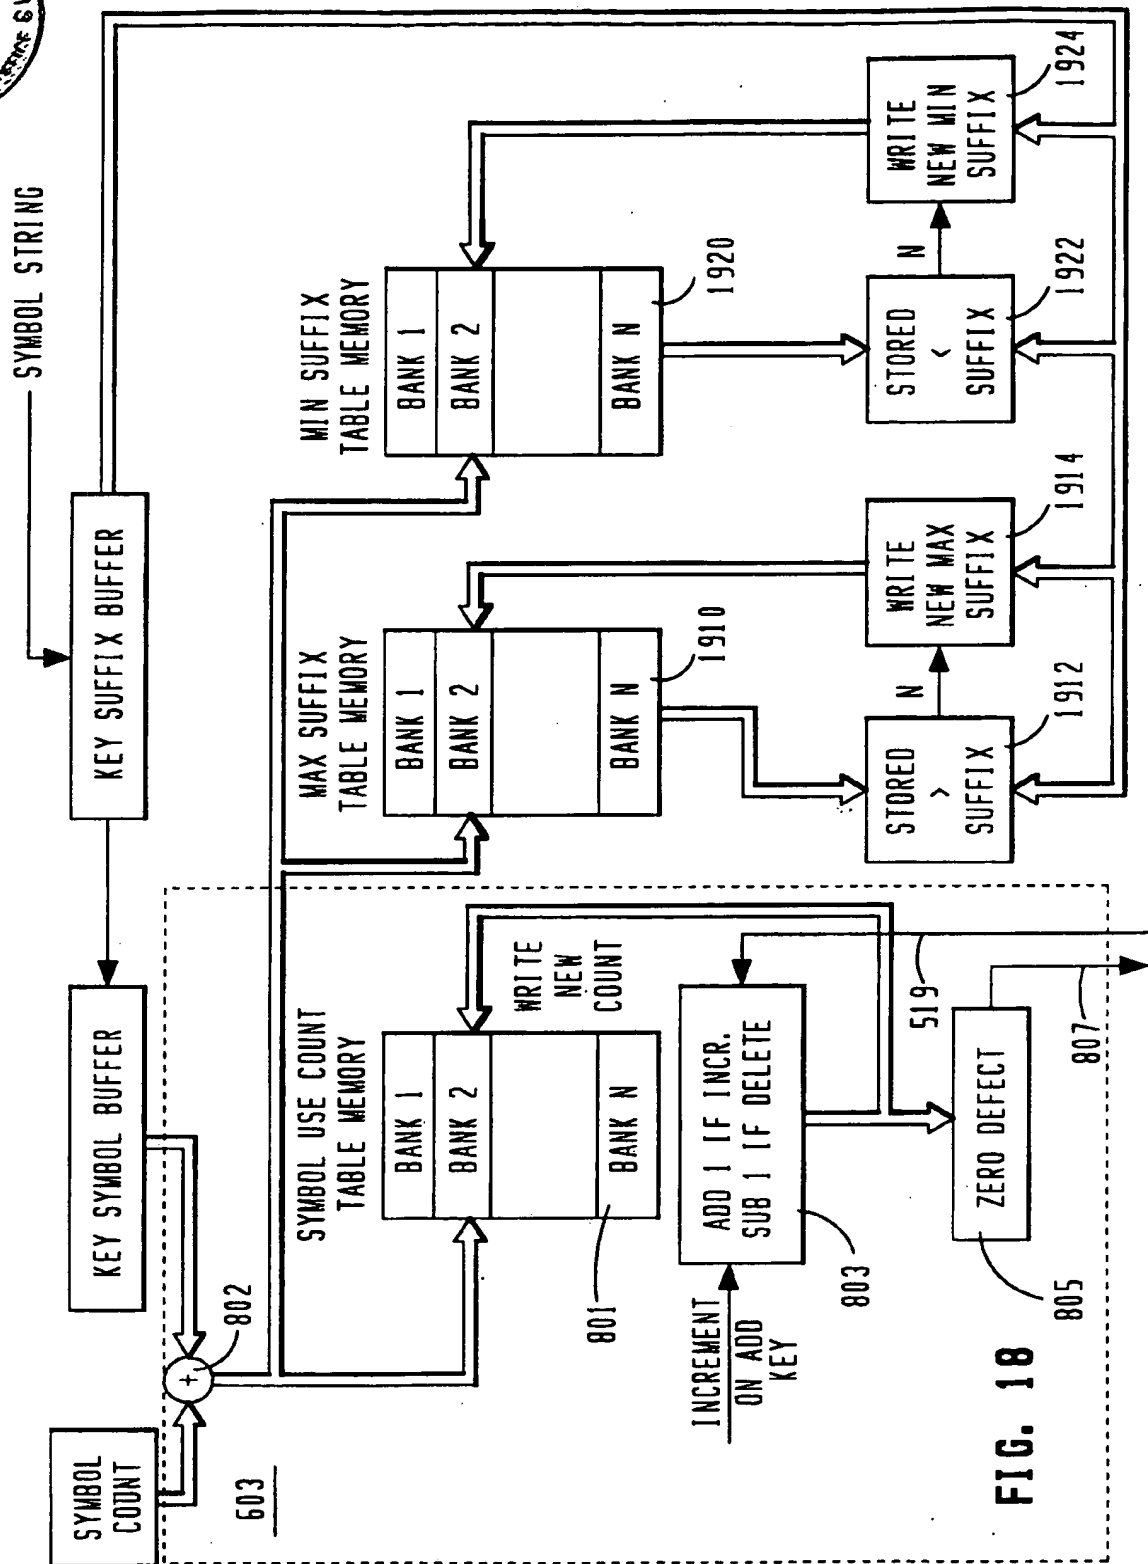 SYMBOL STRING
KEY SUFFIX BUFFER
KEY SYMBOL BUFFER
SYMBOL
COUNT
603
802
SYMBOL USE COUNT
TABLE MEMORY
BANK 1
BANK 2
BANK N
801
WRITE
NEW
COUNT
MAX SUFFIX
TABLE MEMORY
BANK 1
BANK 2
BANK N
1910
MIN SUFFIX
TABLE MEMORY
BANK 1
BANK 2
BANK N
1920
INCREMENT
ON ADD
KEY
ADD 1 IF INCR.
SUB 1 IF DELETE
803
519
ZERO DEFECT
805
807
STORED
>
SUFFIX
1912
N
WRITE
NEW MAX
SUFFIX
1914
STORED
<
SUFFIX
1922
N
WRITE
NEW MIN
SUFFIX
1924
FIG. 18